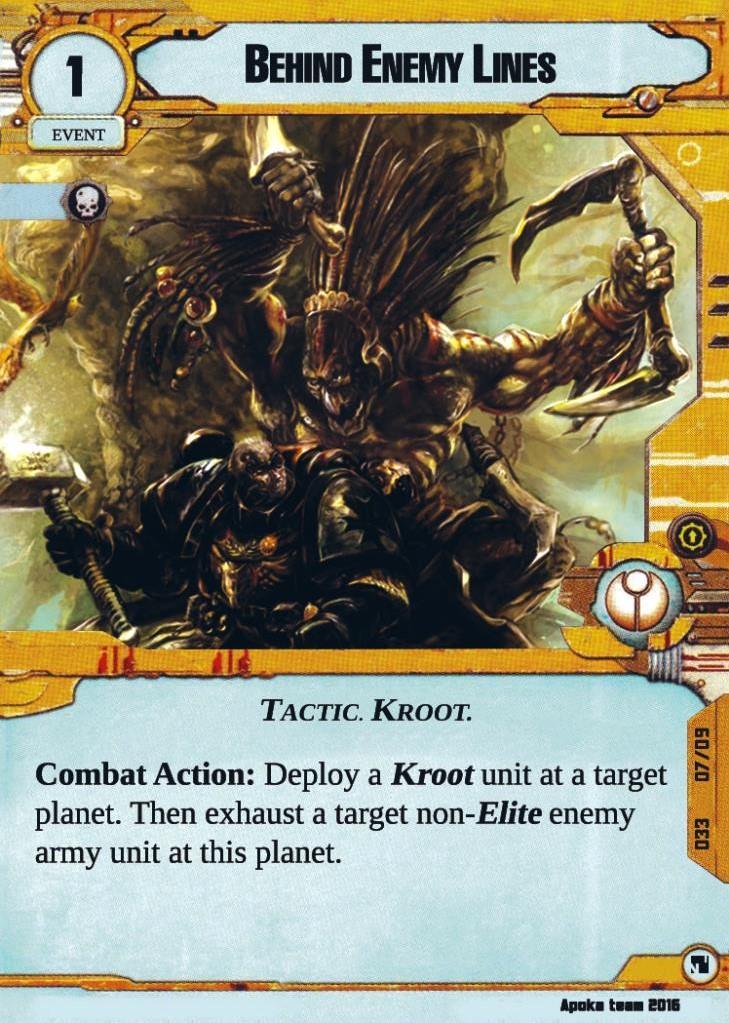 1
BEHIND ENEMY LINES
EVENT
TACTIC. KROOT.
Combat Action: Deploy a Kroot unit at a target
planet. Then exhaust a target non-Elite enemy
army unit at this planet.
033 07/09
Apoka team 2016